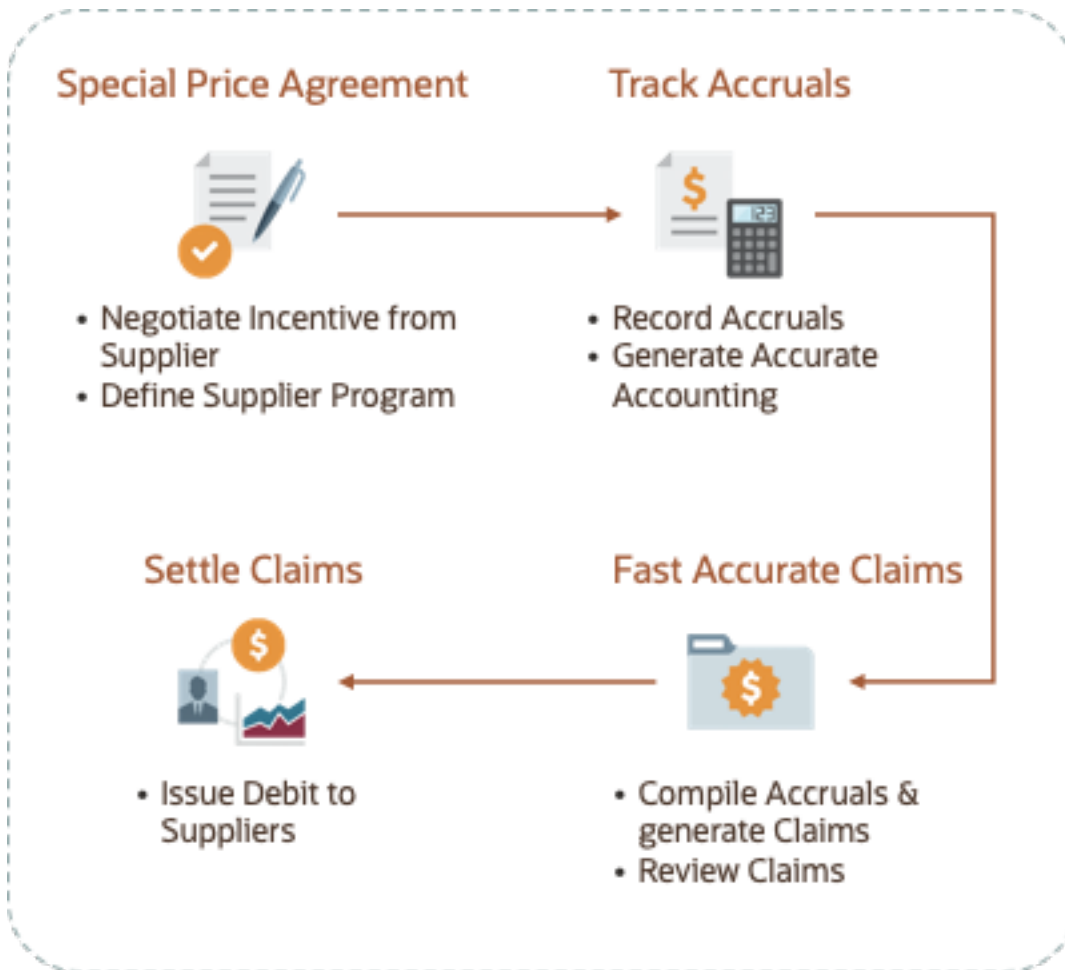 Special Price Agreement
• Negotiate Incentive from
Supplier
• Define Supplier Program
Track Accruals
$
123
• Record Accruals
• Generate Accurate
Accounting
Fast Accurate Claims
$
• Compile Accruals &
generate Claims
• Review Claims
Settle Claims
$
• Issue Debit to
Suppliers